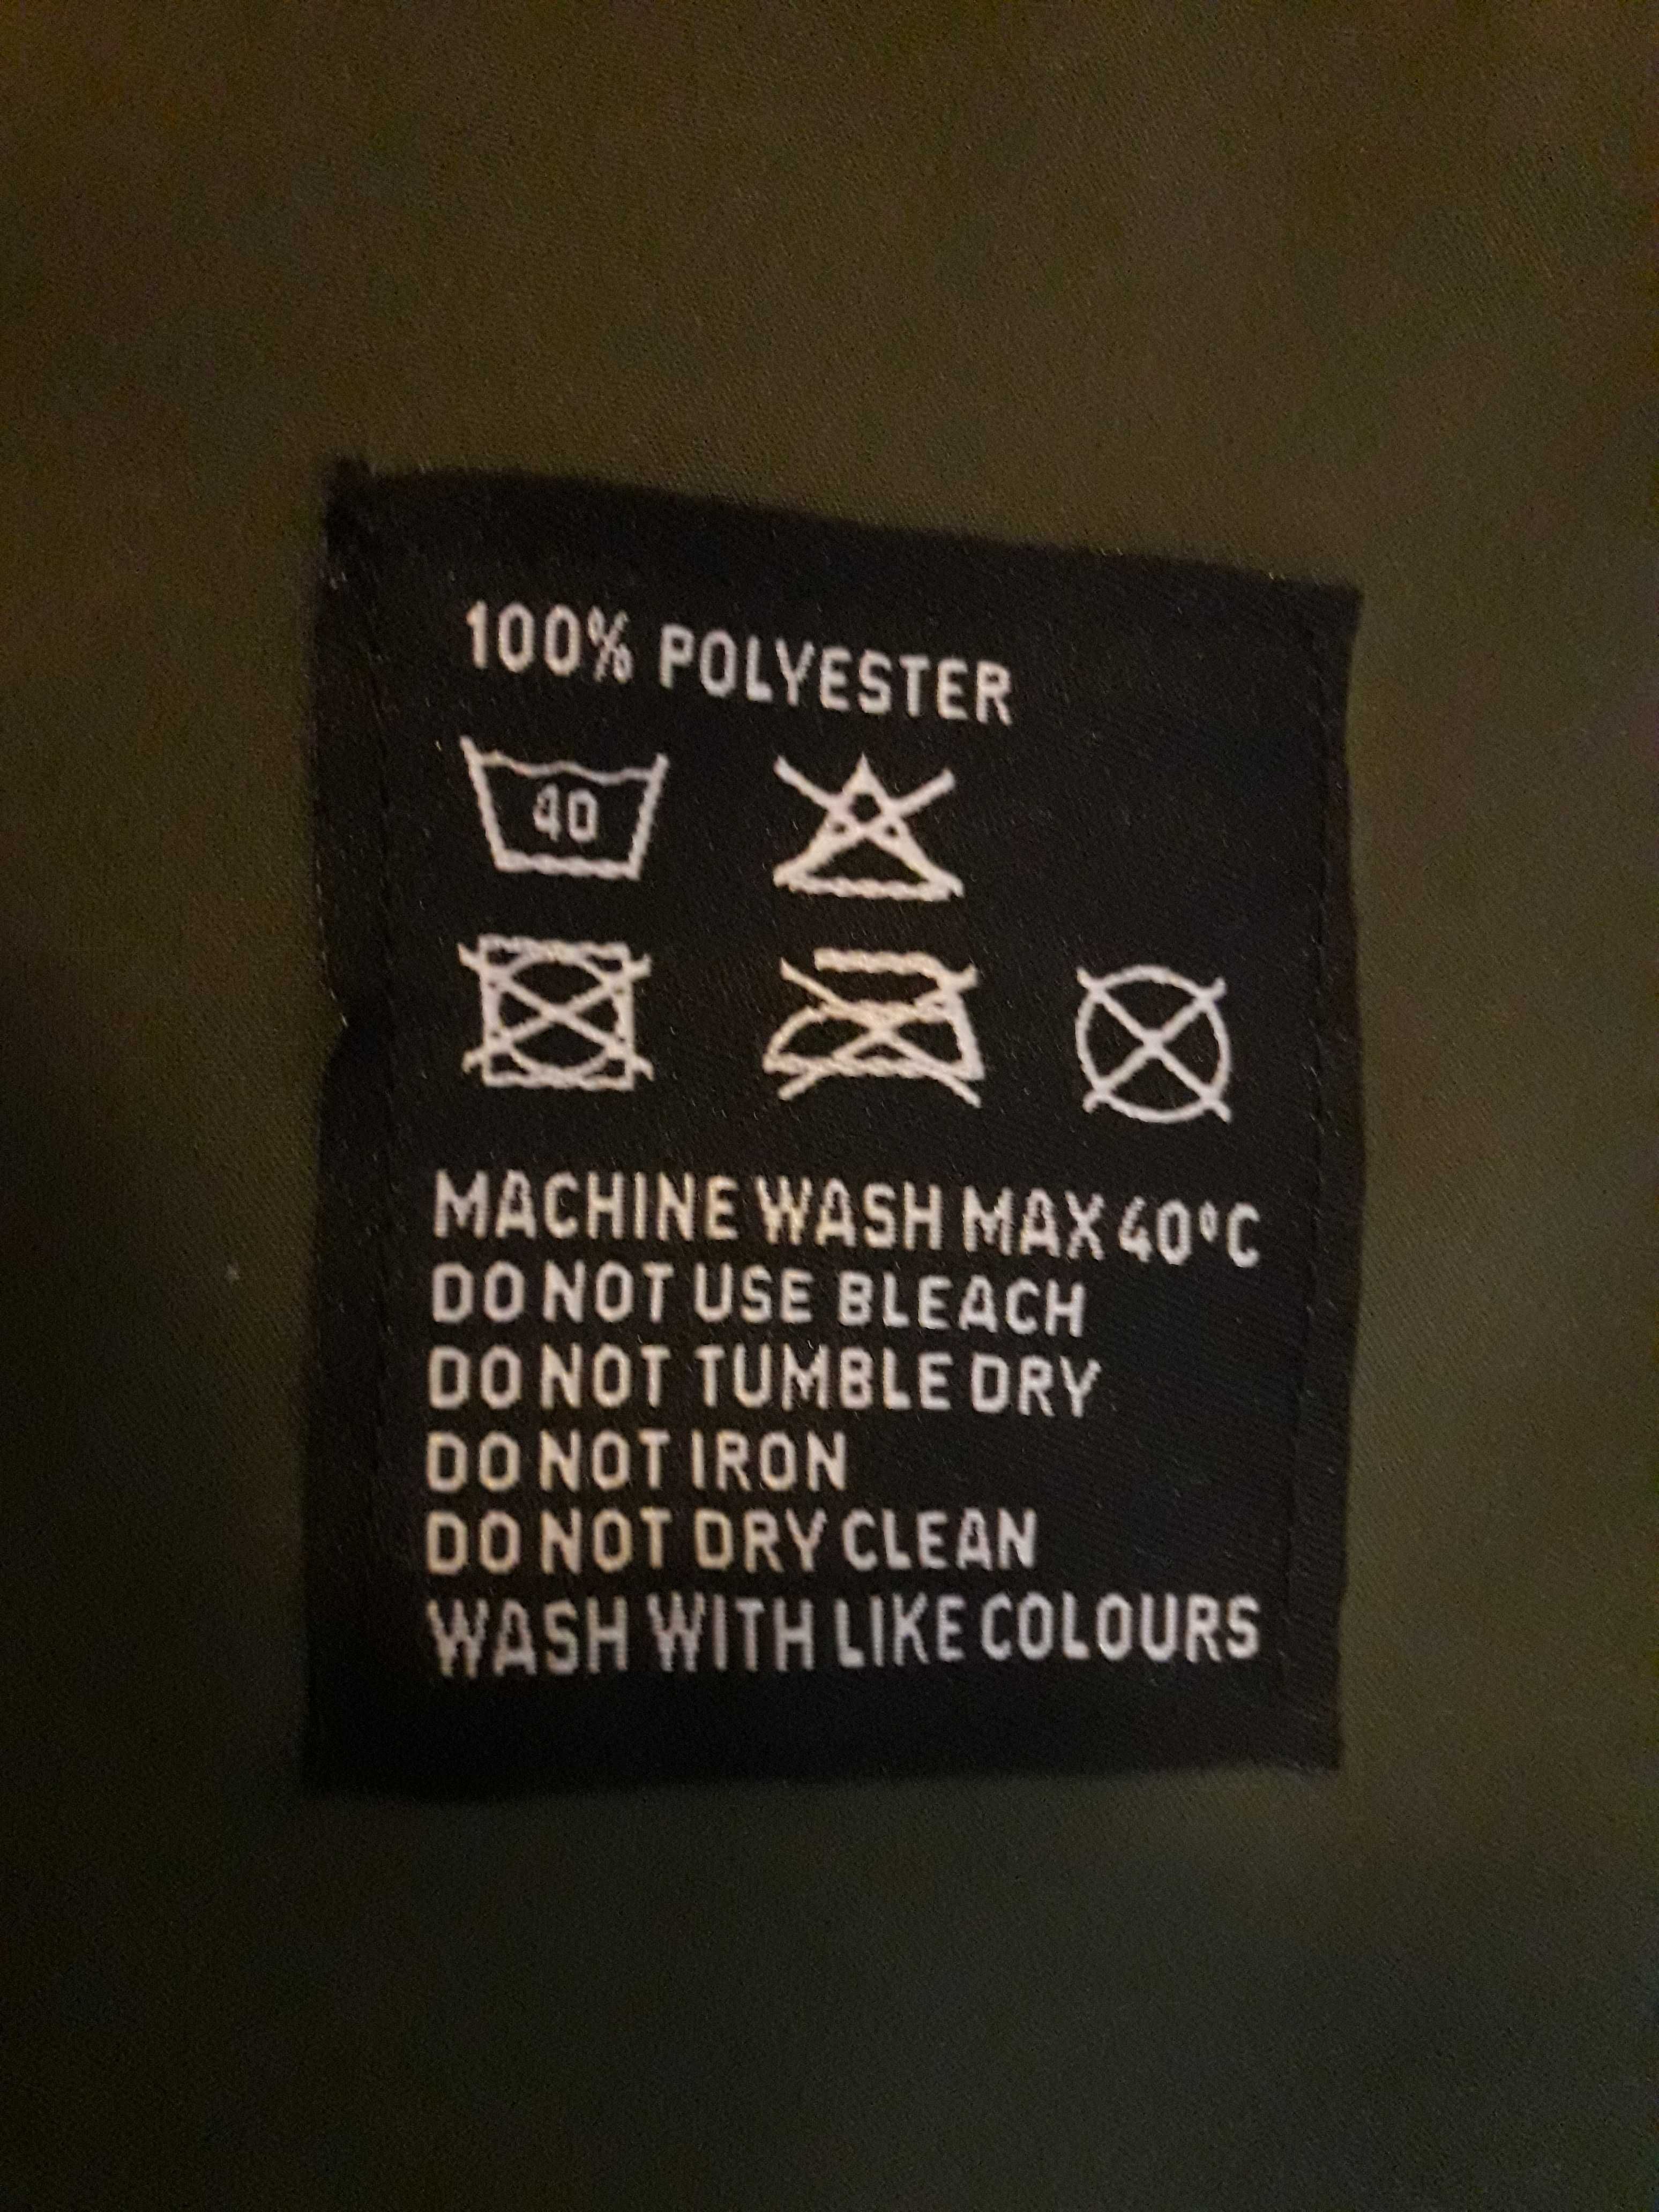 100% POLYESTER
40
MACHINE WASH MAX 40°C
DO NOT USE BLEACH
DO NOT TUMBLE DRY
DO NOT IRON
DO NOT DRY CLEAN
WASH WITH LIKE COLOURS